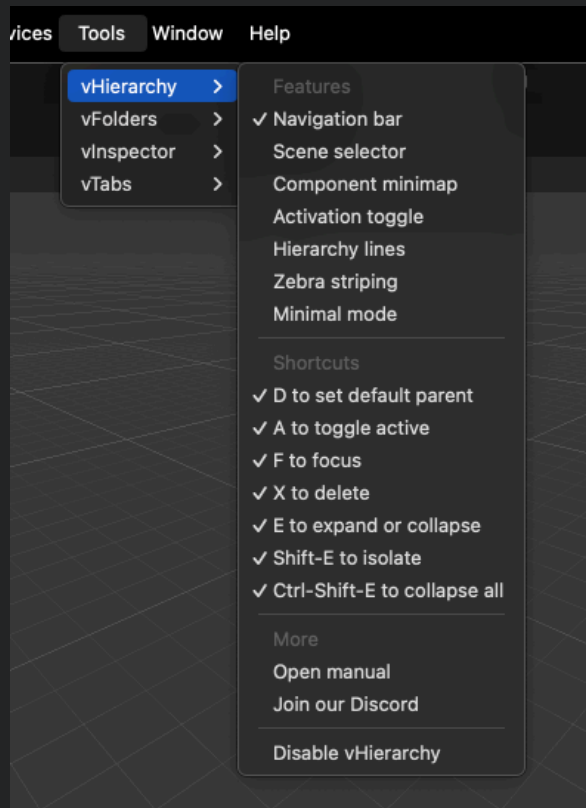 vices Tools Window Help
vHierarchy
vFolders
vInspector
vTabs
Features
✓ Navigation bar
Scene selector
Component minimap
Activation toggle
Hierarchy lines
Zebra striping
Minimal mode
Shortcuts
✓ D to set default parent
✓ A to toggle active
✓ F to focus
✓ X to delete
✓ E to expand or collapse
✓ Shift-E to isolate
✓ Ctrl-Shift-E to collapse all
More
Open manual
Join our Discord
Disable vHierarchy